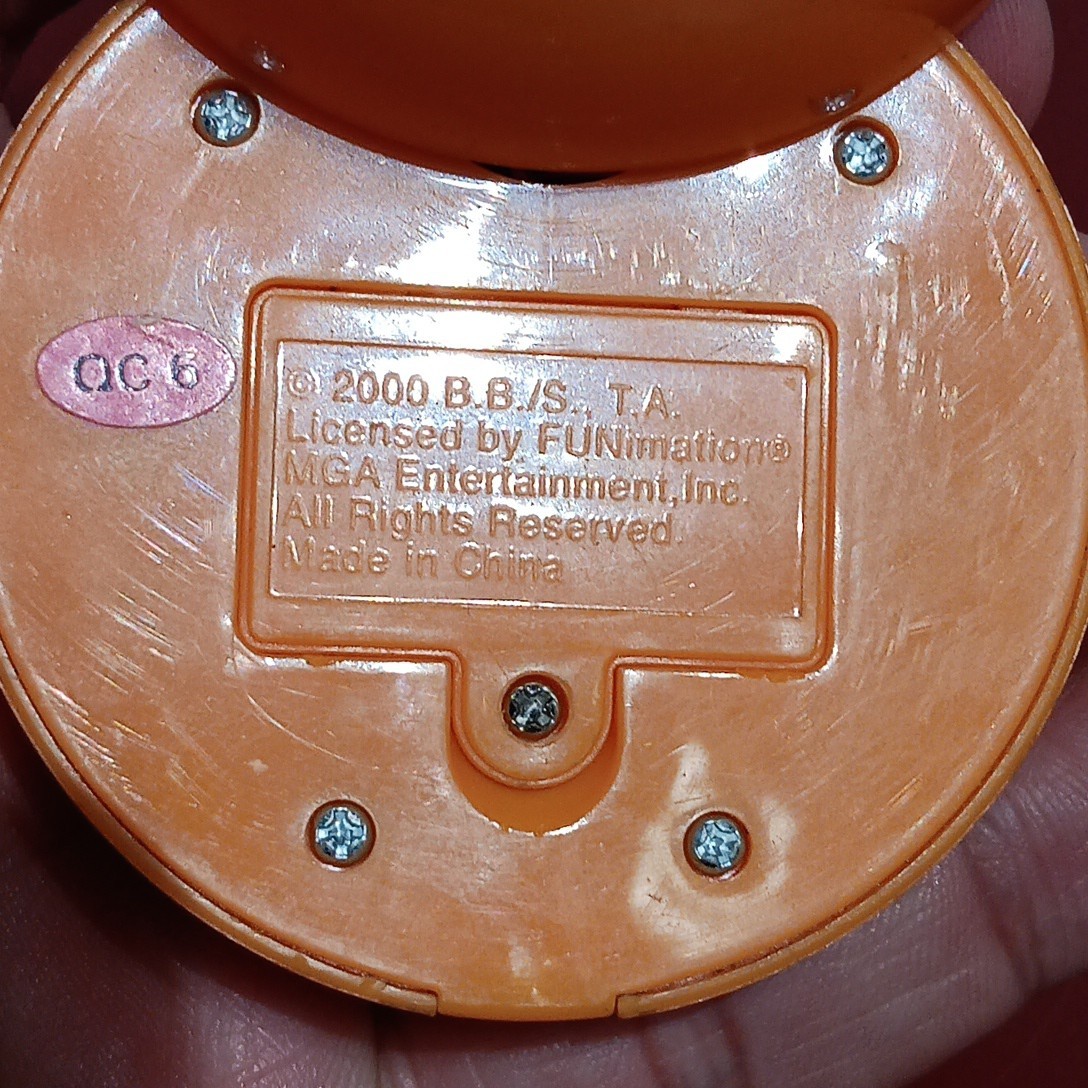 QC 6
© 2000 B.B./S., T.A.
Licensed by FUNimation®
MGA Entertainment,Inc.
All Rights Reserved.
Made in China